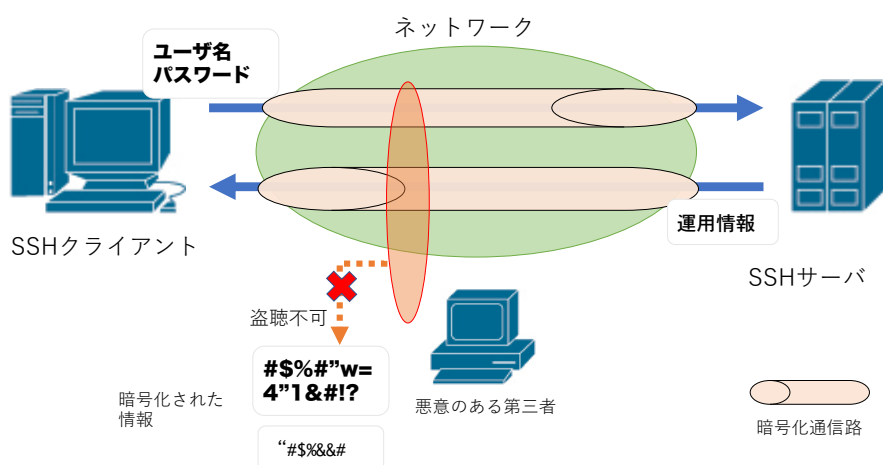 ネットワーク
ユーザ名
パスワード
運用情報
SSHクライアント
SSHサーバ
盗聴不可
#$%#”w=
4”1&#!?
暗号化された
情報
悪意のある第三者
暗号化通信路
“#$%&&#